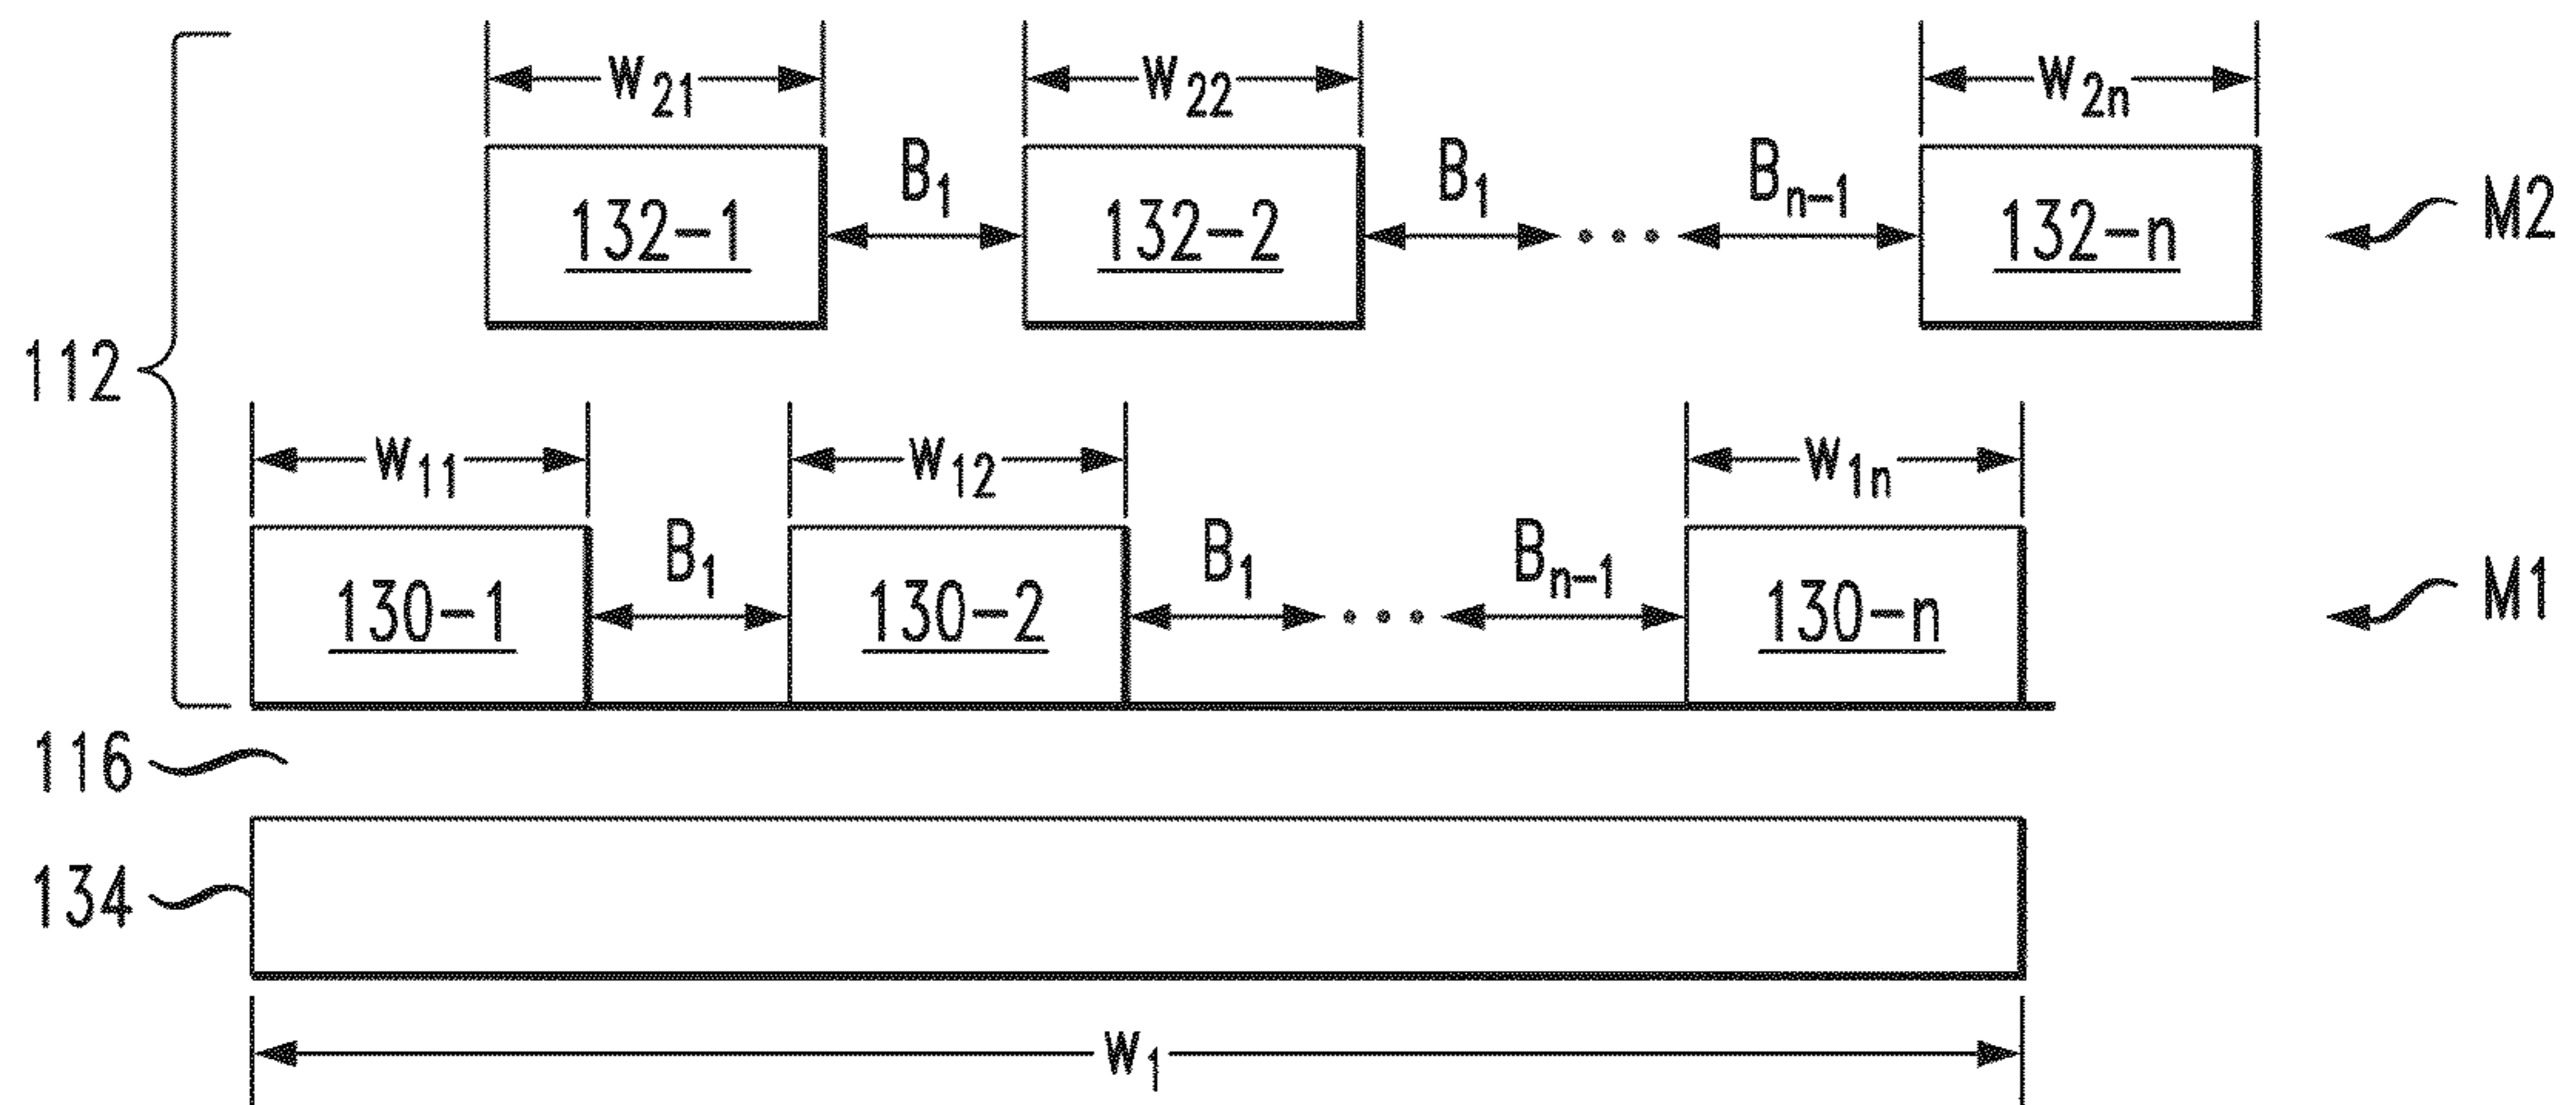 W21 W22 W2n
B1 B1 Bn-1
132-1 132-2 ... 132-n M2
112
W11 W12 W1n
B1 B1 Bn-1
130-1 130-2 ... 130-n M1
116
134
W1